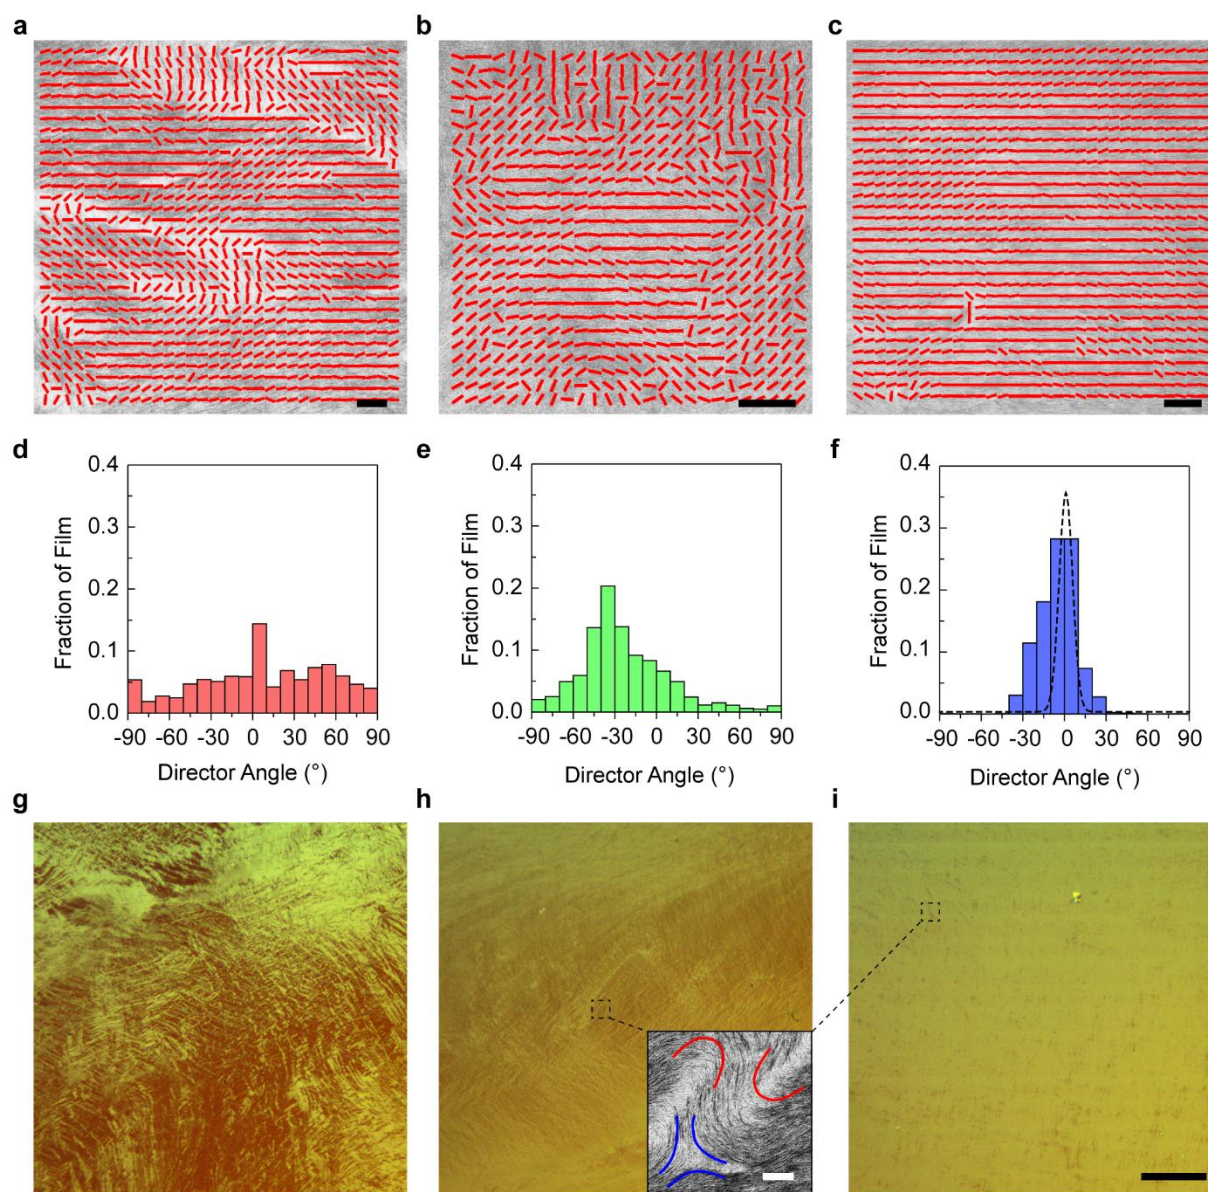 a b c
d e f
0.4 0.4 0.4
0.3 0.3 0.3
0.2 0.2 0.2
0.1 0.1 0.1
0.0 0.0 0.0
Fraction of Film Fraction of Film Fraction of Film
-90 -60 -30 0 30 60 90 -90 -60 -30 0 30 60 90 -90 -60 -30 0 30 60 90
Director Angle (°) Director Angle (°) Director Angle (°)
g h i